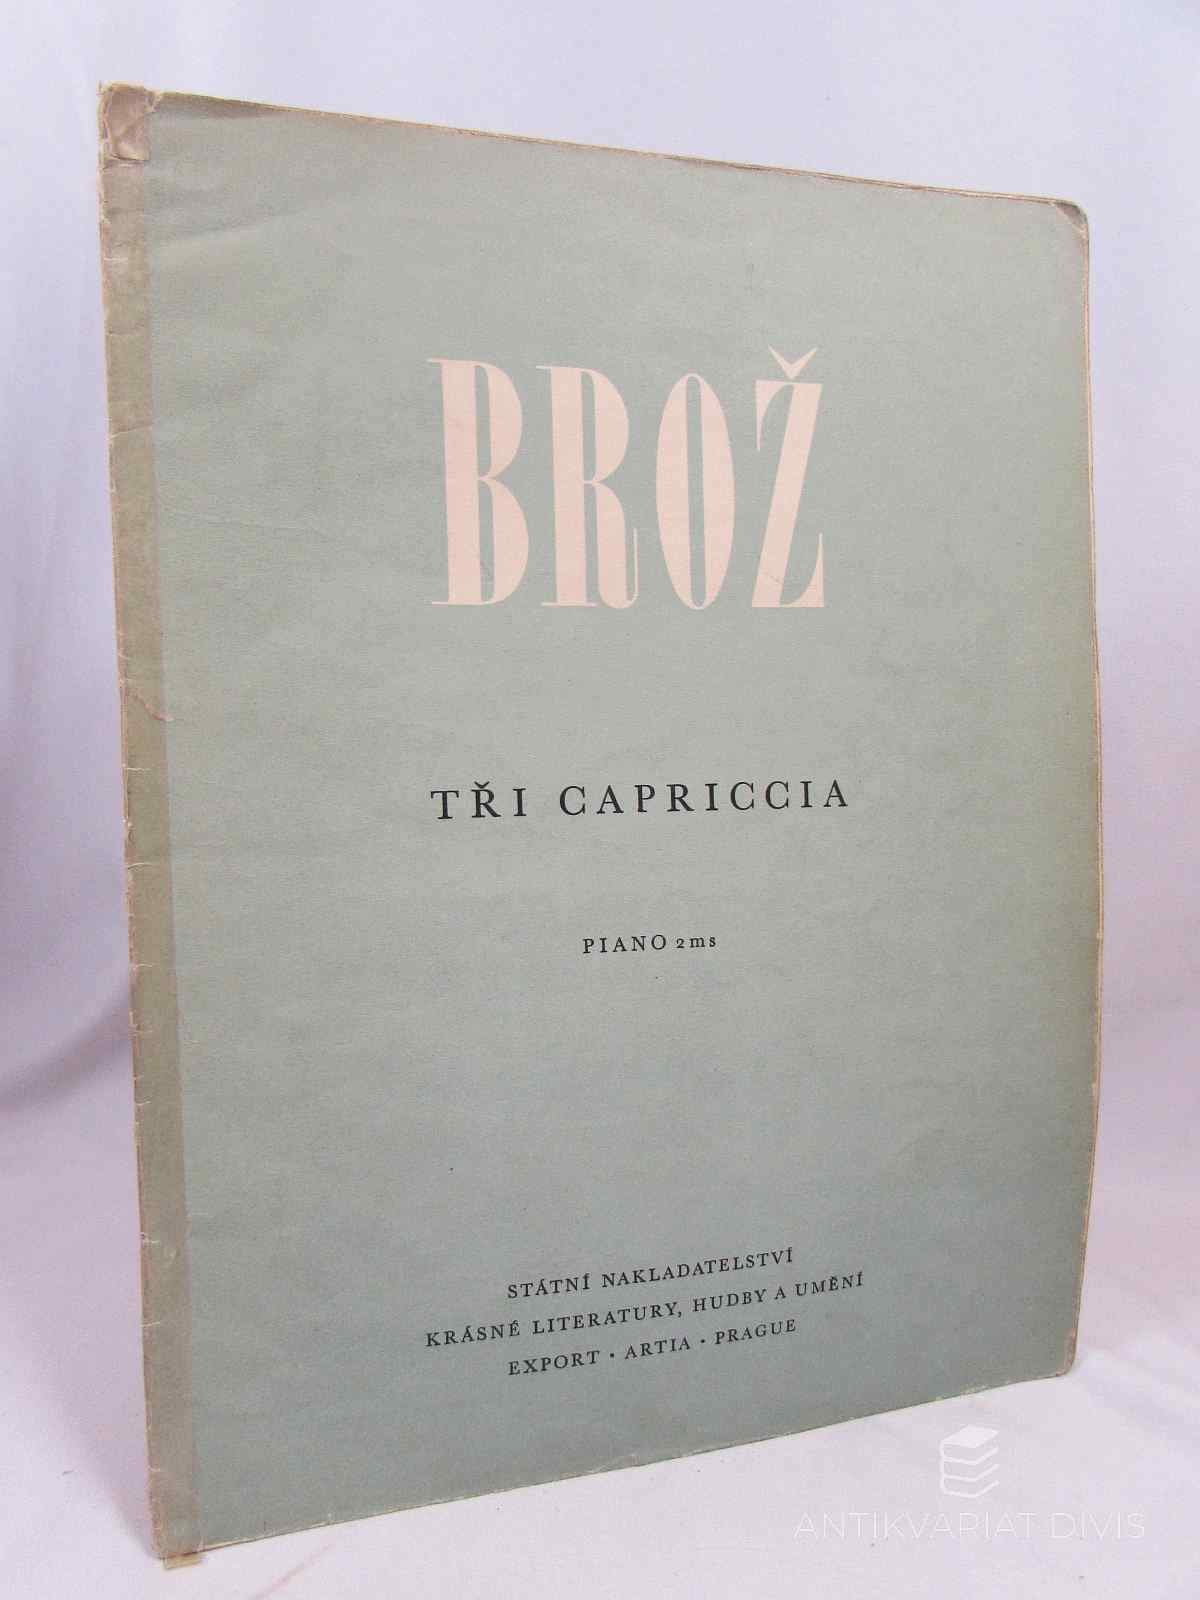 BROŽ
TŘI CAPRICCIA
PIANO 2ms
STÁTNÍ NAKLADATELSTVÍ
KRÁSNÉ LITERATURY, HUDBY A UMĚNÍ
EXPORT · ARTIA · PRAGUE
ANTIKVARIAT DIVIS